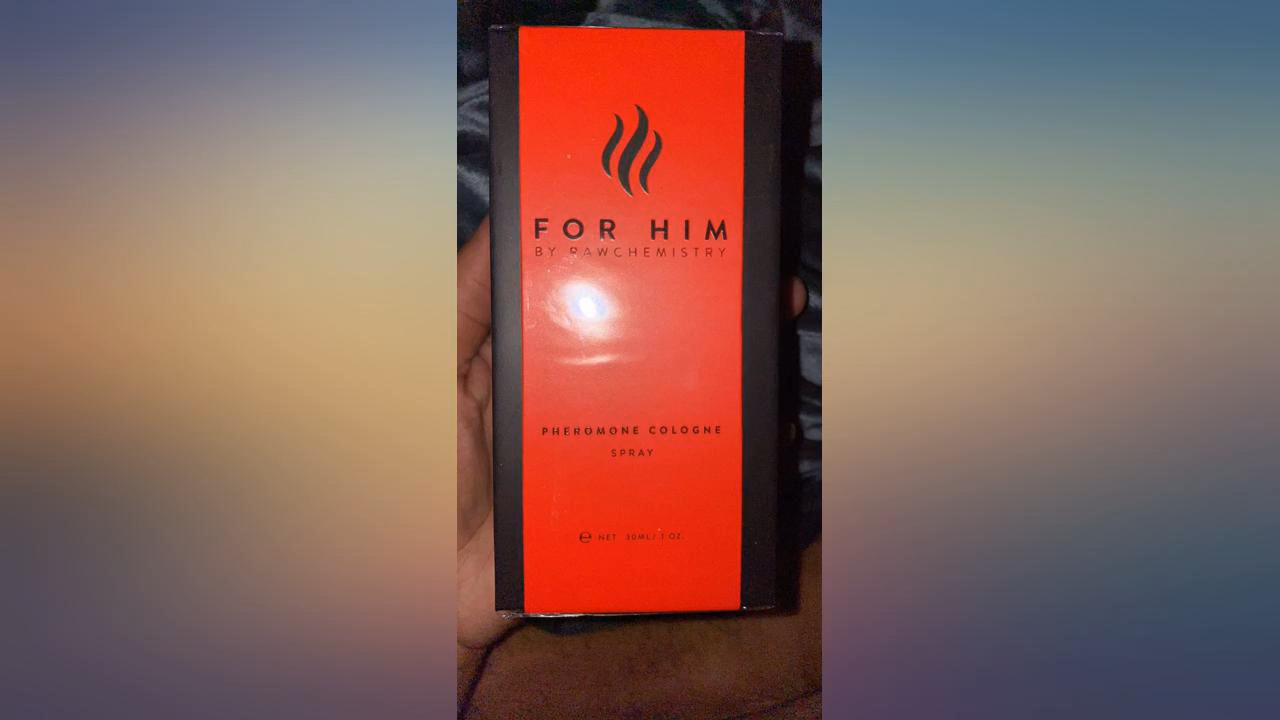 FOR HIM
BY RAWCHEMISTRY
PHEROMONE COLOGNE
SPRAY
℮ NET 30ML/ 1 OZ.